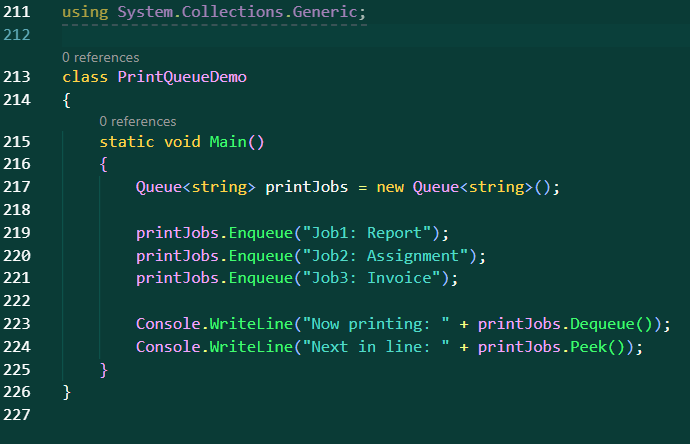 211 using System.Collections.Generic;
212
0 references
213 class PrintQueueDemo
214 {
0 references
215 static void Main()
216 {
217 Queue<string> printJobs = new Queue<string>();
218
219 printJobs.Enqueue("Job1: Report");
220 printJobs.Enqueue("Job2: Assignment");
221 printJobs.Enqueue("Job3: Invoice");
222
223 Console.WriteLine("Now printing: " + printJobs.Dequeue());
224 Console.WriteLine("Next in line: " + printJobs.Peek());
225 }
226 }
227